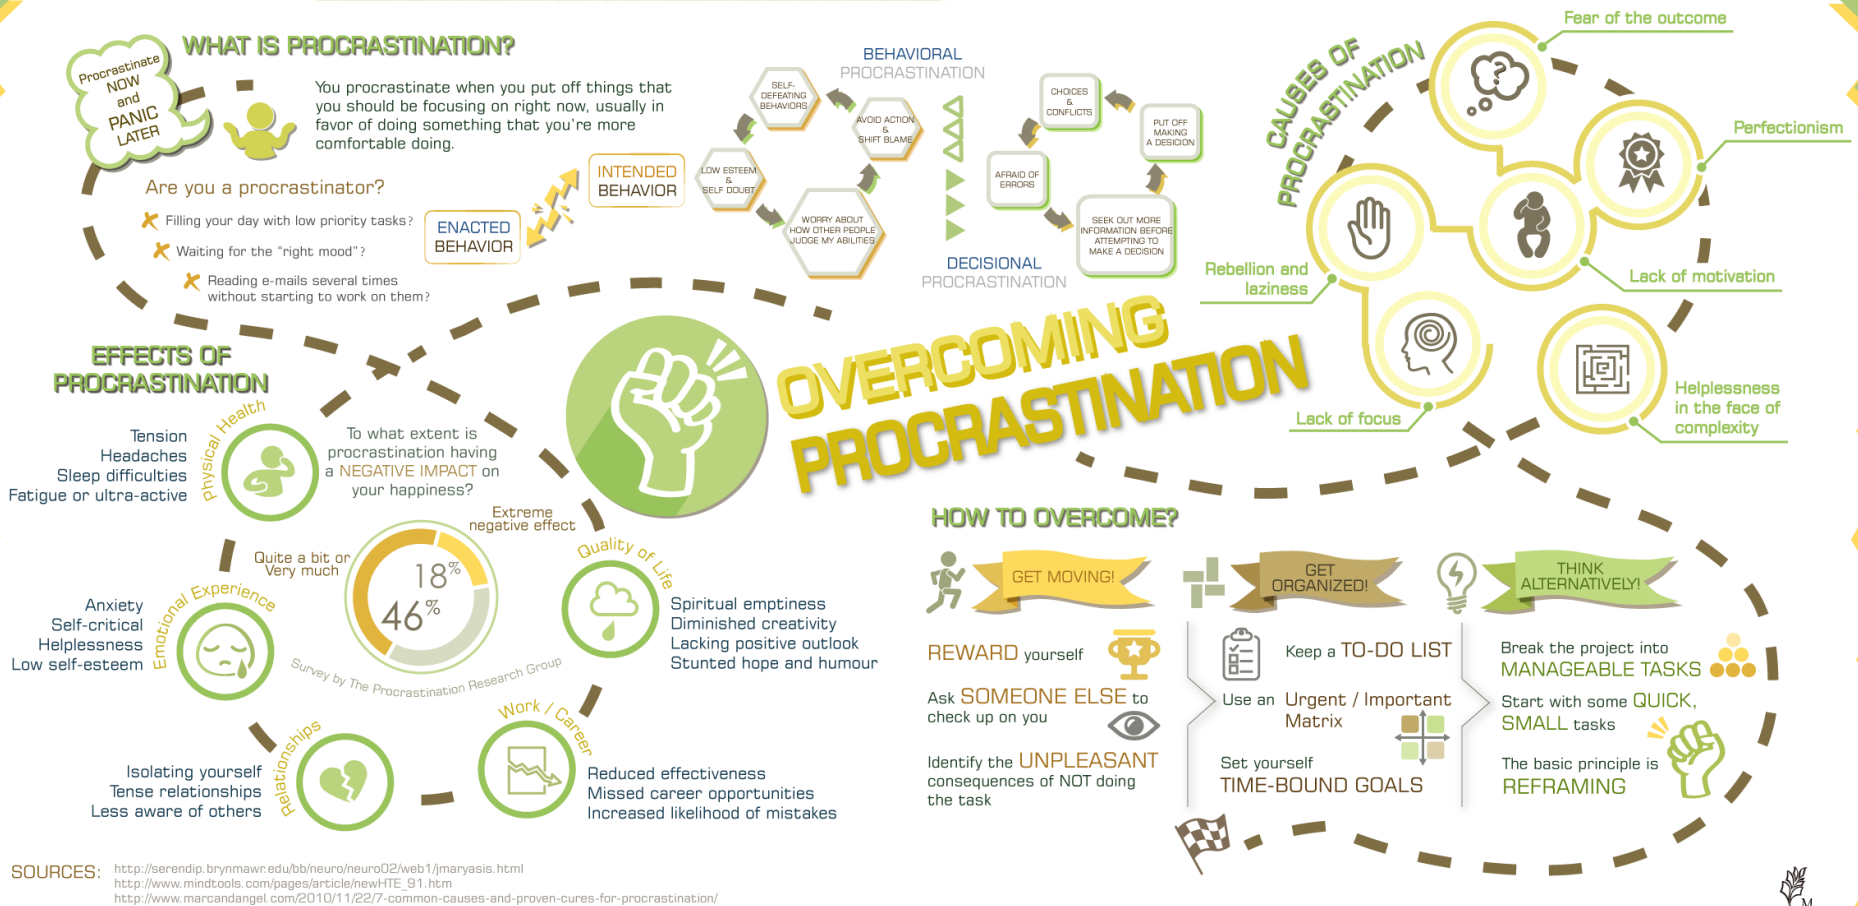 Procrastinate
NOW
and
PANIC
LATER
WHAT IS PROCRASTINATION?
You procrastinate when you put off things that
you should be focusing on right now, usually in
favor of doing something that you're more
comfortable doing.
Are you a procrastinator?
Filling your day with low priority tasks?
Waiting for the "right mood"?
Reading e-mails several times
without starting to work on them?
INTENDED
BEHAVIOR
ENACTED
BEHAVIOR
BEHAVIORAL
PROCRASTINATION
SELF-
DEFEATING
BEHAVIORS
AVOID ACTION
&
SHIFT BLAME
LOW ESTEEM
&
SELF DOUBT
WORRY ABOUT
HOW OTHER PEOPLE
JUDGE MY ABILITIES
CHOICES
&
CONFLICTS
PUT OFF
MAKING
A DESICION
AFRAID OF
ERRORS
SEEK OUT MORE
INFORMATION BEFORE
ATTEMPTING TO
MAKE A DECISION
DECISIONAL
PROCRASTINATION
CAUSES OF
PROCRASTINATION
Fear of the outcome
Perfectionism
Rebellion and
laziness
Lack of motivation
Lack of focus
Helplessness
in the face of
complexity
OVERCOMING
PROCRASTINATION
EFFECTS OF
PROCRASTINATION
Physical Health
Tension
Headaches
Sleep difficulties
Fatigue or ultra-active
To what extent is
procrastination having
a NEGATIVE IMPACT on
your happiness?
Extreme
negative effect
Quite a bit or
Very much
18%
46%
Survey by The Procrastination Research Group
Quality of Life
Spiritual emptiness
Diminished creativity
Lacking positive outlook
Stunted hope and humour
Emotional Experience
Anxiety
Self-critical
Helplessness
Low self-esteem
Relationships
Isolating yourself
Tense relationships
Less aware of others
Work / Career
Reduced effectiveness
Missed career opportunities
Increased likelihood of mistakes
HOW TO OVERCOME?
GET MOVING!
REWARD yourself
Ask SOMEONE ELSE to
check up on you
Identify the UNPLEASANT
consequences of NOT doing
the task
GET
ORGANIZED!
Keep a TO-DO LIST
Use an Urgent / Important
Matrix
Set yourself
TIME-BOUND GOALS
THINK
ALTERNATIVELY!
Break the project into
MANAGEABLE TASKS
Start with some QUICK,
SMALL tasks
The basic principle is
REFRAMING
SOURCES:
http://serendip.brynmawr.edu/bb/neuro/neuro02/web1/jmaryasis.html
http://www.mindtools.com/pages/article/newHTE_91.htm
http://www.marcandangel.com/2010/11/22/7-common-causes-and-proven-cures-for-procrastination/
M